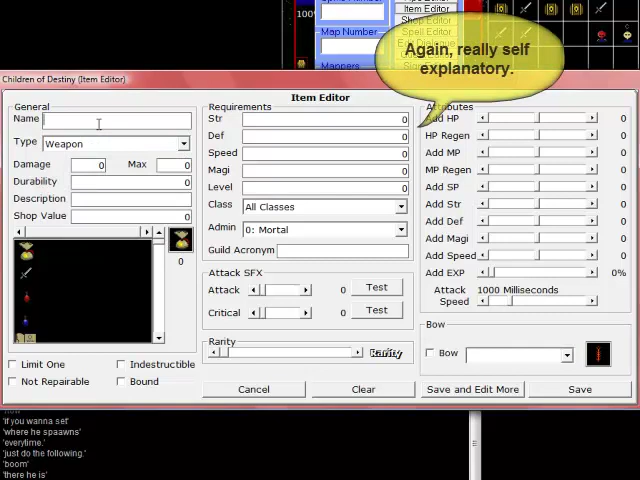 100%
Map Number
Mappers
Item Editor
Spell Editor
Again, really self
explanatory.
Children of Destiny (Item Editor)
Item Editor
General
Name
Type
Weapon
Damage
0
Max
0
Durability
0
Description
Shop Value
0
0
Limit One
Indestructible
Not Repairable
Bound
Requirements
Str
0
Def
0
Speed
0
Magi
0
Level
0
Class
All Classes
Admin
0: Mortal
Guild Acronym
Attack SFX
Attack
0
Test
Critical
0
Test
Rarity
Rarity
Attributes
Add HP
0
HP Regen
0
Add MP
0
MP Regen
0
Add SP
0
Add Str
0
Add Def
0
Add Magi
0
Add Speed
0
Add EXP
0%
Attack
Speed
1000 Milliseconds
Bow
Bow
Cancel
Clear
Save and Edit More
Save
'if you wanna set'
'where he spaawns'
'everytime.'
'just do the following.'
'boom'
'there he is'